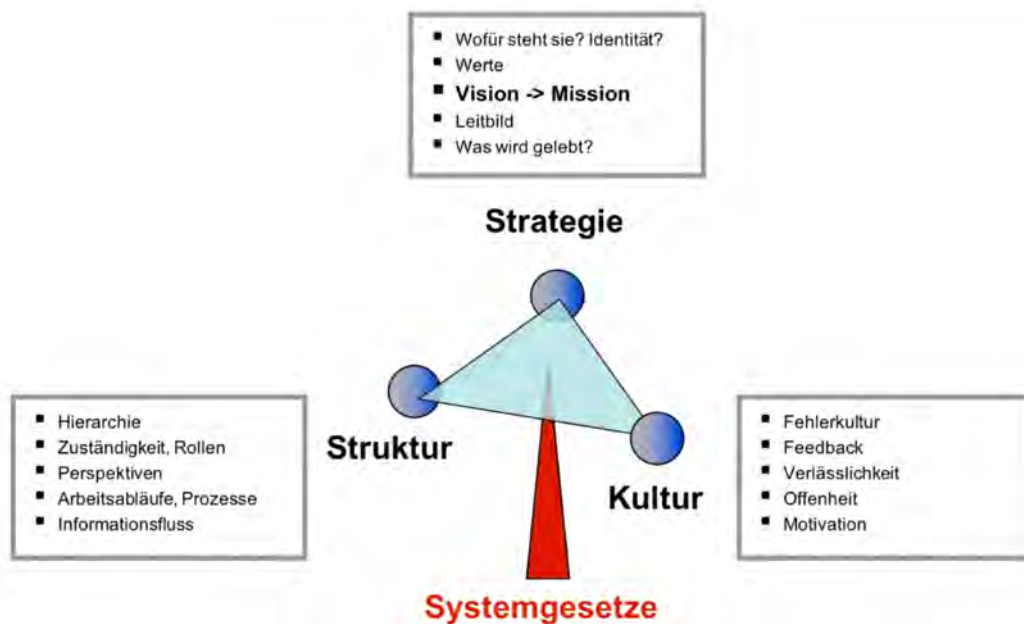 ▪ Wofür steht sie? Identität?
▪ Werte
▪ Vision -> Mission
▪ Leitbild
▪ Was wird gelebt?
Strategie
▪ Hierarchie
▪ Zuständigkeit, Rollen
▪ Perspektiven
▪ Arbeitsabläufe, Prozesse
▪ Informationsfluss
Struktur
Kultur
▪ Fehlerkultur
▪ Feedback
▪ Verlässlichkeit
▪ Offenheit
▪ Motivation
Systemgesetze